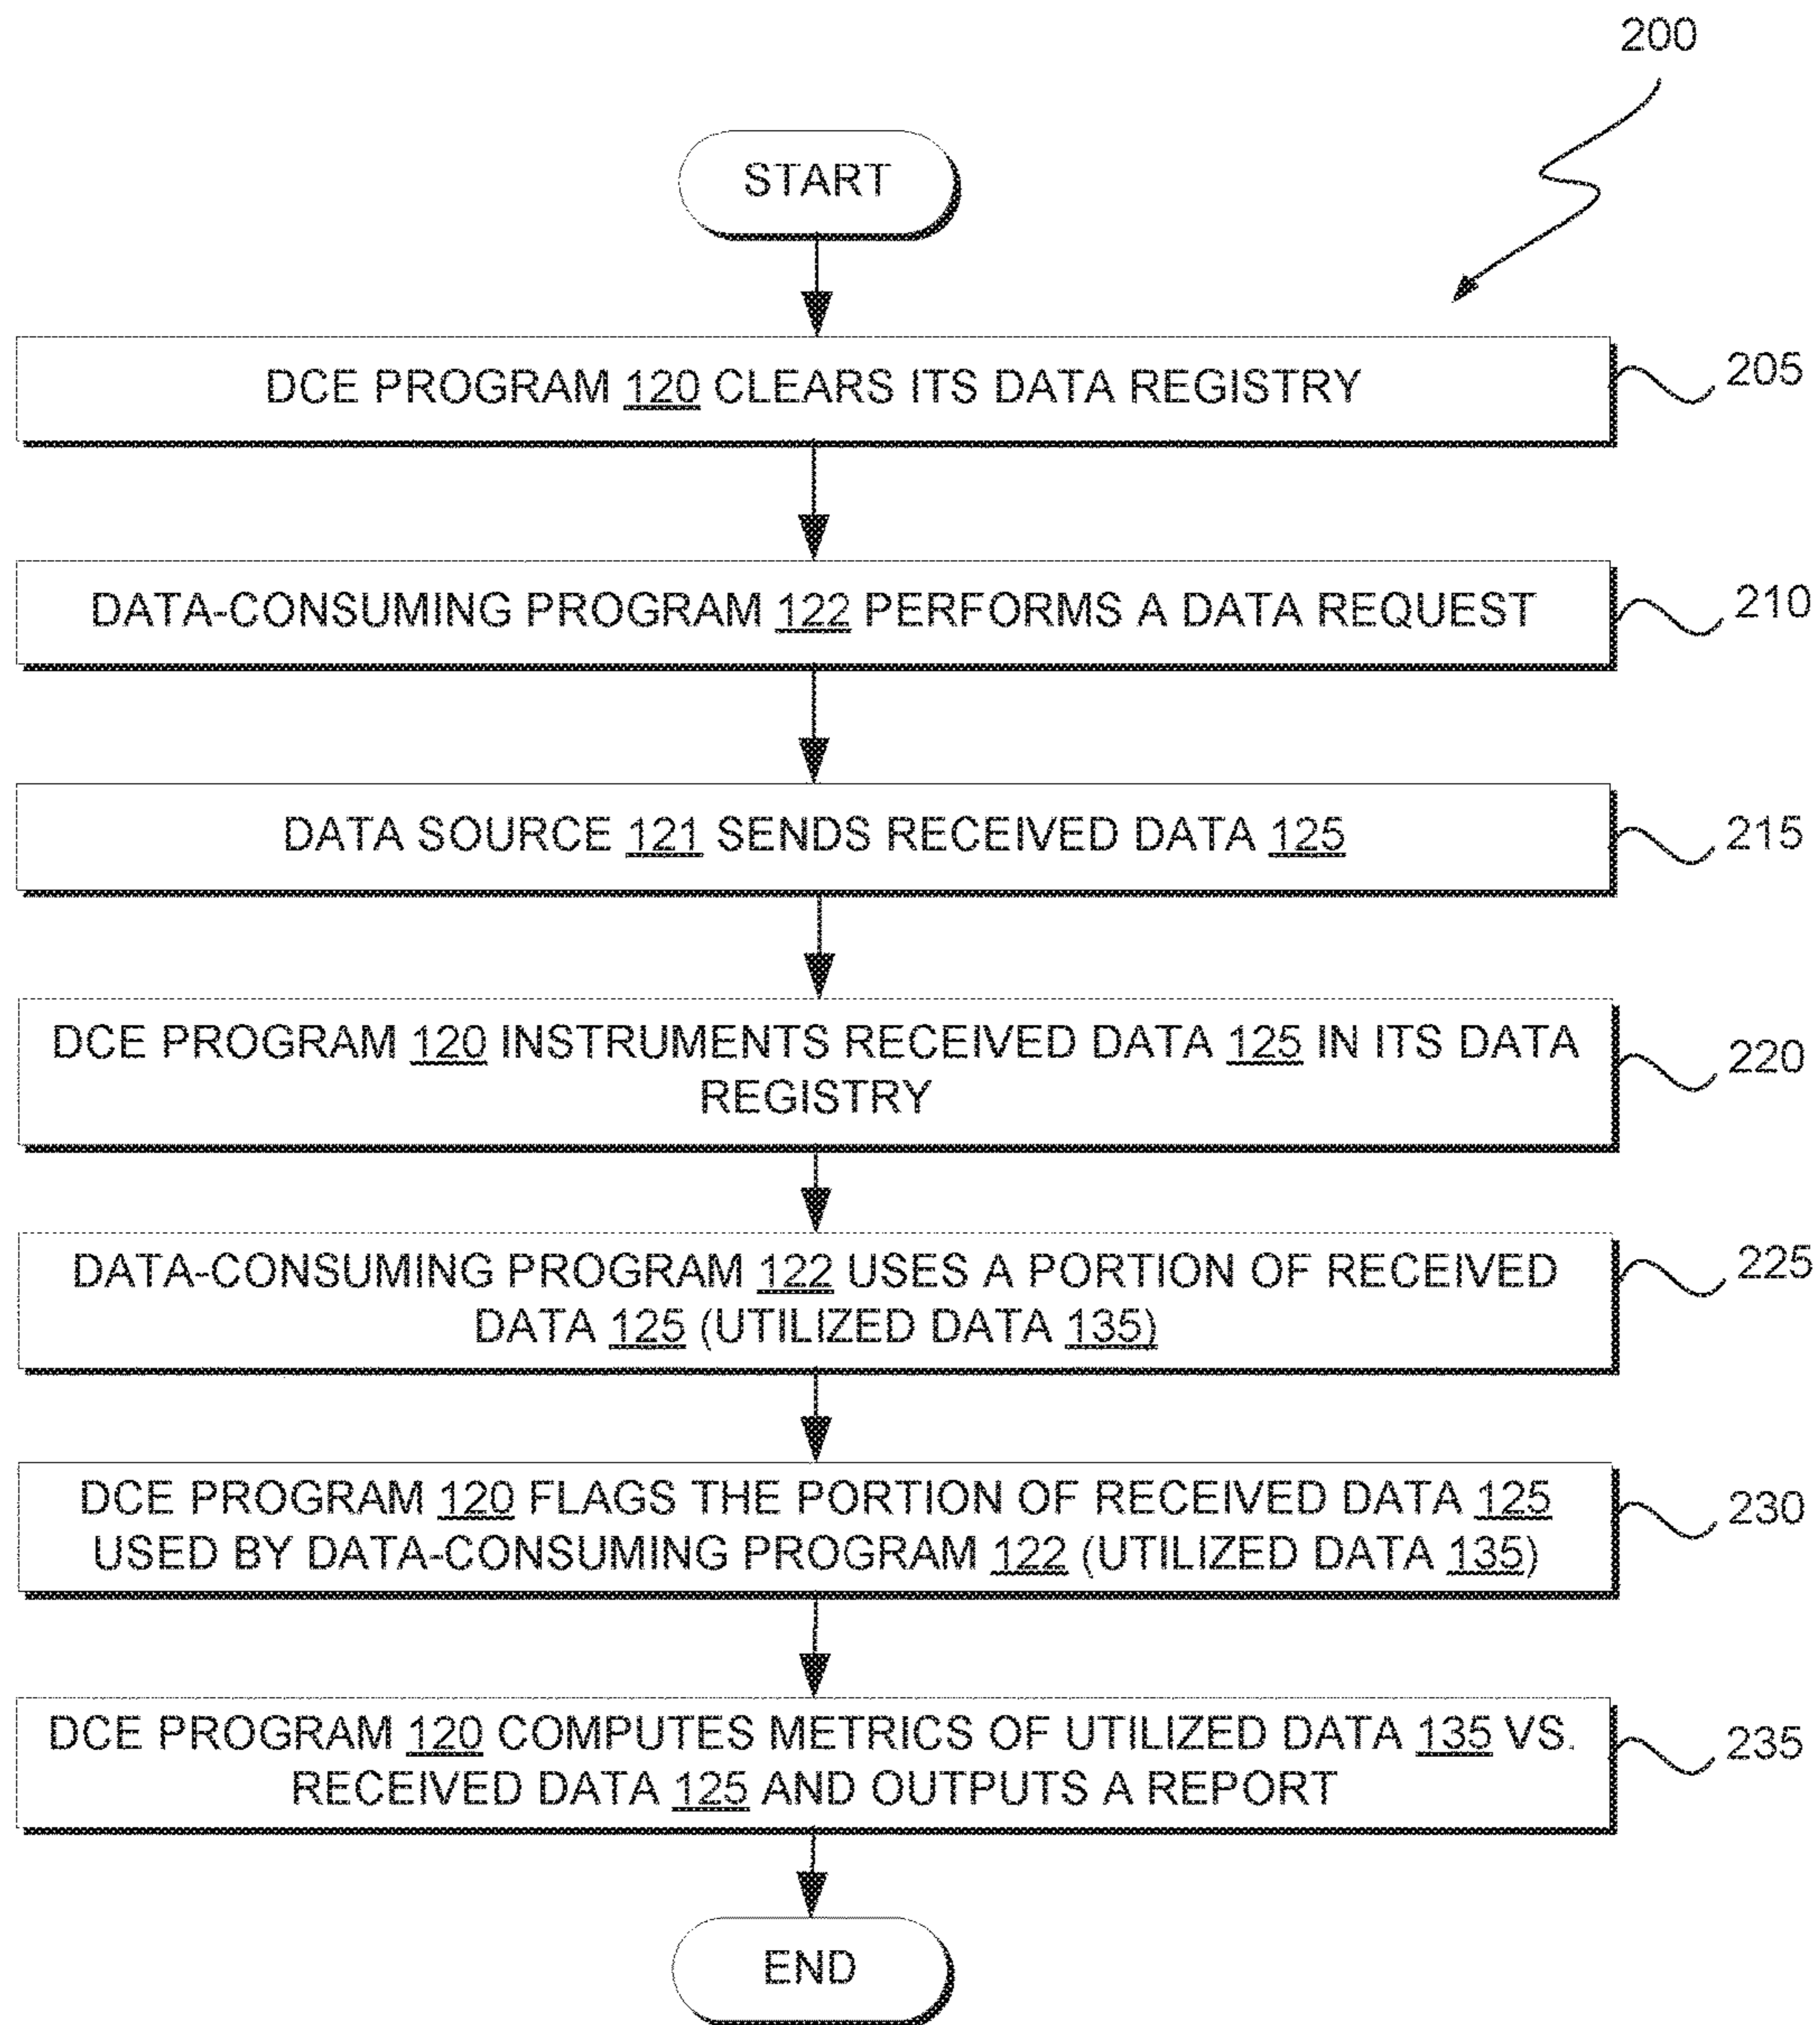 200
START
DCE PROGRAM 120 CLEARS ITS DATA REGISTRY
205
DATA-CONSUMING PROGRAM 122 PERFORMS A DATA REQUEST
210
DATA SOURCE 121 SENDS RECEIVED DATA 125
215
DCE PROGRAM 120 INSTRUMENTS RECEIVED DATA 125 IN ITS DATA
REGISTRY
220
DATA-CONSUMING PROGRAM 122 USES A PORTION OF RECEIVED
DATA 125 (UTILIZED DATA 135)
225
DCE PROGRAM 120 FLAGS THE PORTION OF RECEIVED DATA 125
USED BY DATA-CONSUMING PROGRAM 122 (UTILIZED DATA 135)
230
DCE PROGRAM 120 COMPUTES METRICS OF UTILIZED DATA 135 VS.
RECEIVED DATA 125 AND OUTPUTS A REPORT
235
END